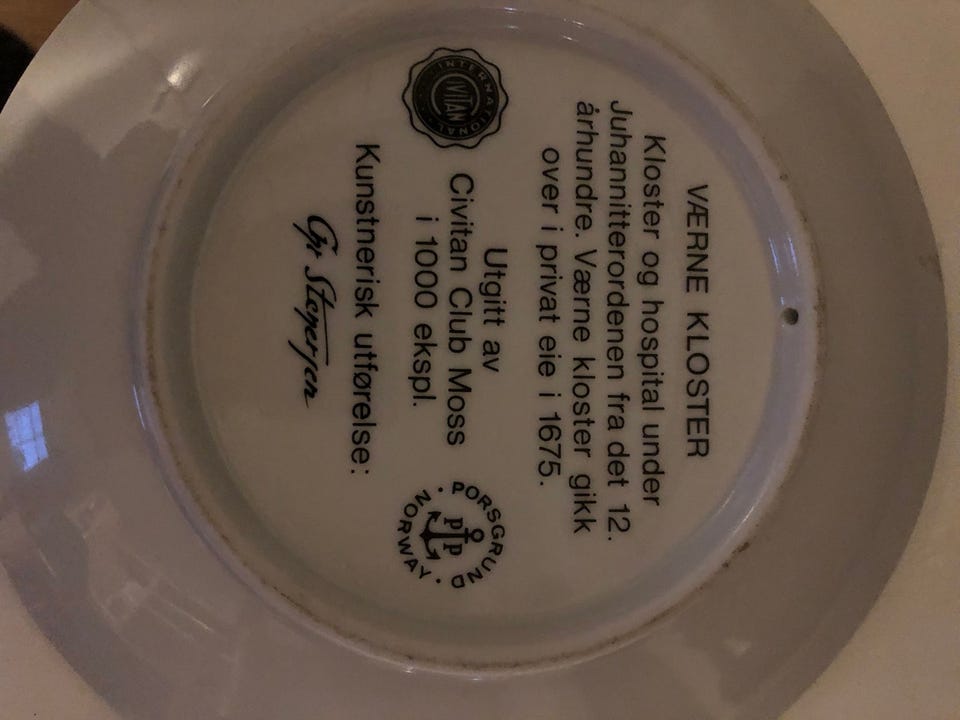 VÆRNE KLOSTER
Kloster og hospital under
Juhannitterordenen fra det 12.
århundre. Værne kloster gikk
over i privat eie i 1675.
Utgitt av
Civitan Club Moss
i 1000 ekspl.
Kunstnerisk utførelse:
INTERNATIONAL
CIVITAN
PORSGRUND
PP
NORWAY